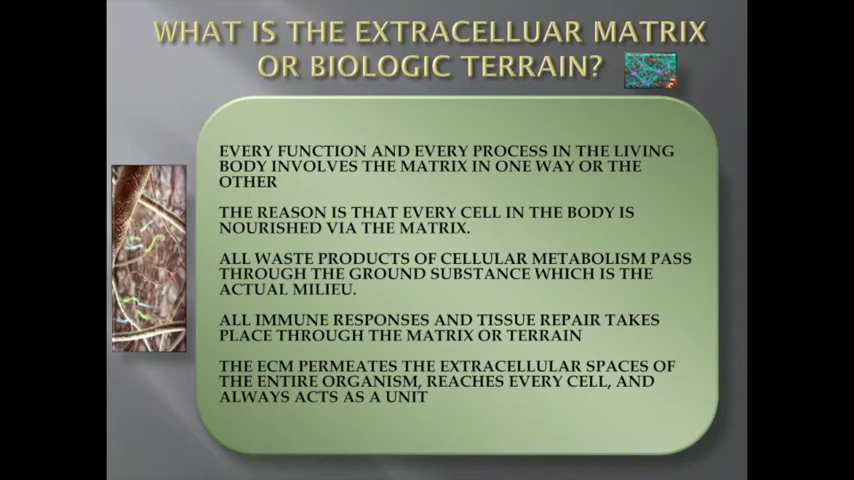 WHAT IS THE EXTRACELLUAR MATRIX
OR BIOLOGIC TERRAIN?
EVERY FUNCTION AND EVERY PROCESS IN THE LIVING
BODY INVOLVES THE MATRIX IN ONE WAY OR THE
OTHER
THE REASON IS THAT EVERY CELL IN THE BODY IS
NOURISHED VIA THE MATRIX.
ALL WASTE PRODUCTS OF CELLULAR METABOLISM PASS
THROUGH THE GROUND SUBSTANCE WHICH IS THE
ACTUAL MILIEU.
ALL IMMUNE RESPONSES AND TISSUE REPAIR TAKES
PLACE THROUGH THE MATRIX OR TERRAIN
THE ECM PERMEATES THE EXTRACELLULAR SPACES OF
THE ENTIRE ORGANISM, REACHES EVERY CELL, AND
ALWAYS ACTS AS A UNIT